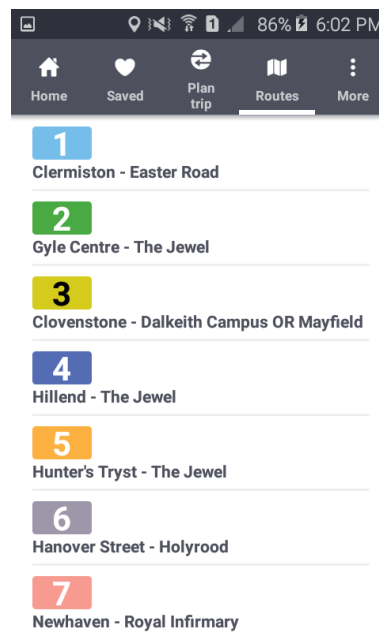 1 86% 6:02 PM
Home Saved Plan trip Routes More
1
Clermiston - Easter Road
2
Gyle Centre - The Jewel
3
Clovenstone - Dalkeith Campus OR Mayfield
4
Hillend - The Jewel
5
Hunter's Tryst - The Jewel
6
Hanover Street - Holyrood
7
Newhaven - Royal Infirmary